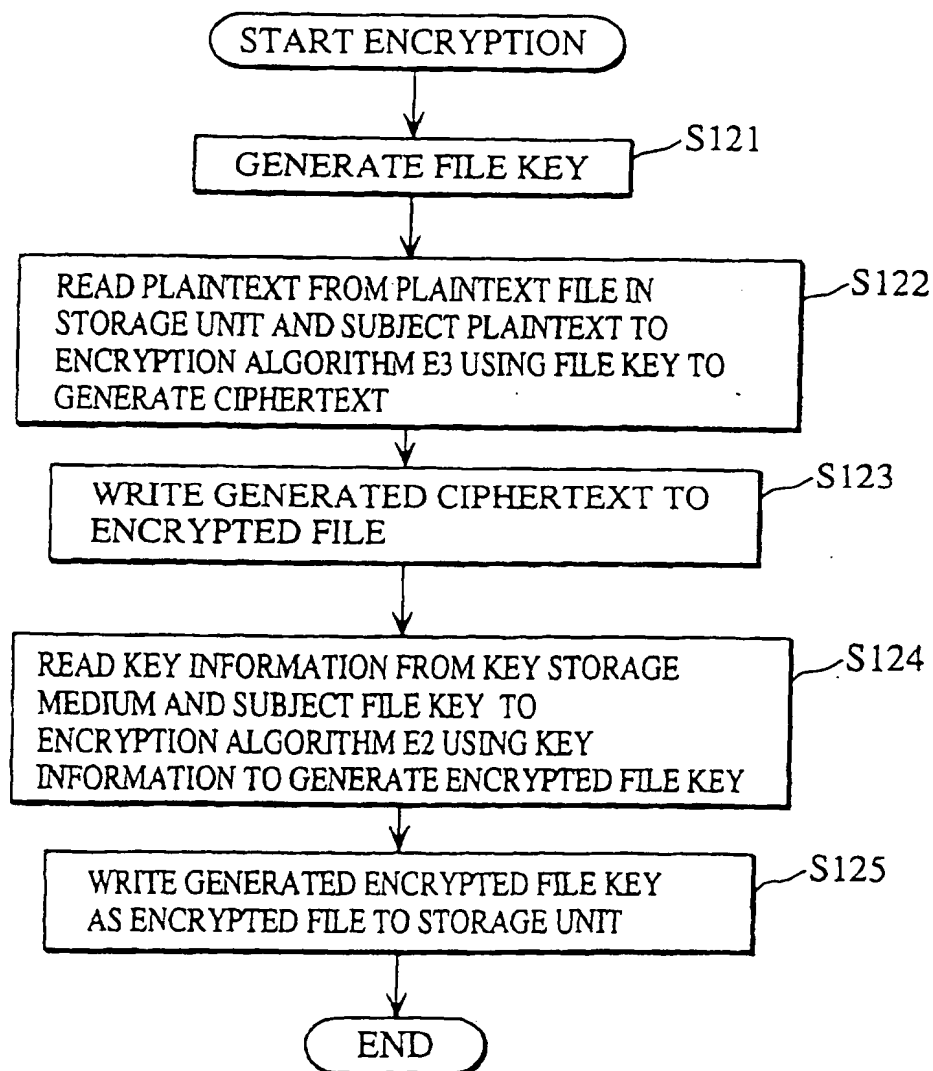 START ENCRYPTION
S121
GENERATE FILE KEY
S122
READ PLAINTEXT FROM PLAINTEXT FILE IN
STORAGE UNIT AND SUBJECT PLAINTEXT TO
ENCRYPTION ALGORITHM E3 USING FILE KEY TO
GENERATE CIPHERTEXT
S123
WRITE GENERATED CIPHERTEXT TO
ENCRYPTED FILE
S124
READ KEY INFORMATION FROM KEY STORAGE
MEDIUM AND SUBJECT FILE KEY TO
ENCRYPTION ALGORITHM E2 USING KEY
INFORMATION TO GENERATE ENCRYPTED FILE KEY
S125
WRITE GENERATED ENCRYPTED FILE KEY
AS ENCRYPTED FILE TO STORAGE UNIT
END